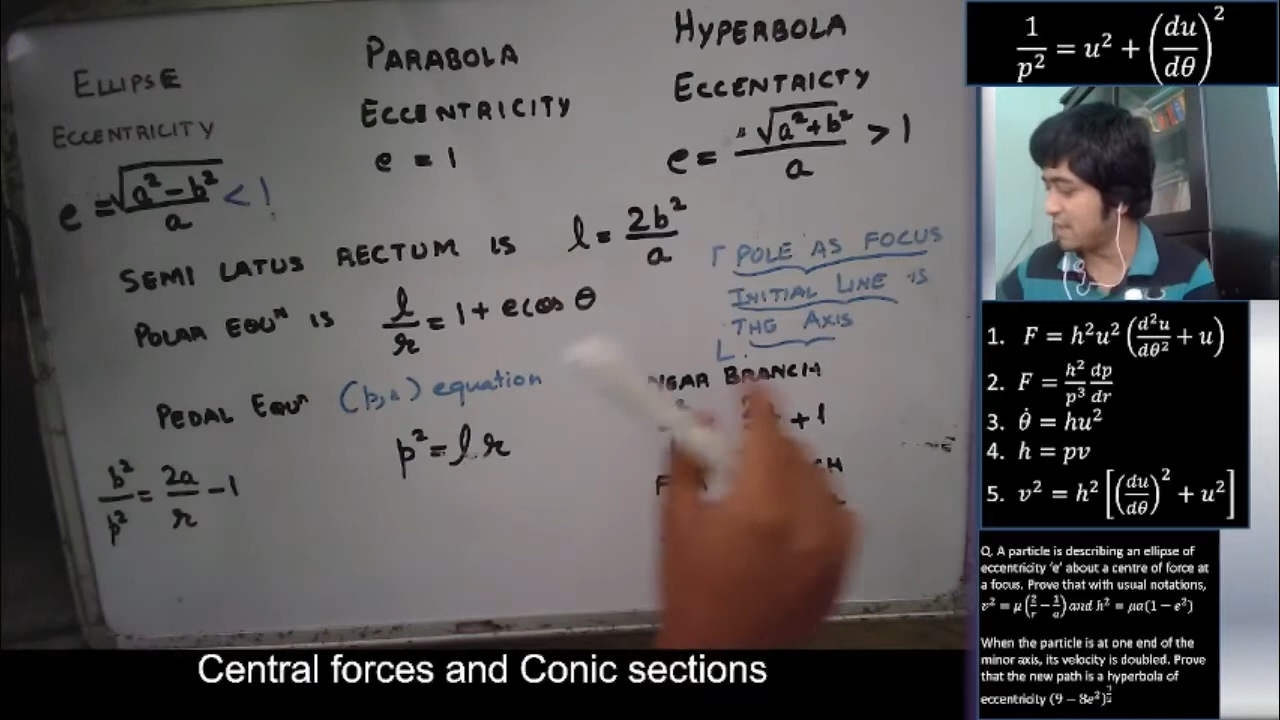 ELLIPSE
ECCENTRICITY
e = √(a² − b²) / a < 1
PARABOLA
ECCENTRICITY
e = 1
HYPERBOLA
ECCENTRICTY
e = √(a² + b²) / a > 1
SEMI LATUS RECTUM IS l = 2b² / a
POLAR EQUⁿ IS l / r = 1 + e cos θ
POLE AS FOCUS
INITIAL LINE IS
THE AXIS
PEDAL EQUⁿ (p,r) equation
b² / p² = 2a / r − 1
p² = l r
NEAR BRANCH
+ 1
1/p² = u² + (du/dθ)²
1. F = h²u² (d²u/dθ² + u)
2. F = h²/p³ dp/dr
3. θ̇ = hu²
4. h = pv
5. v² = h² [(du/dθ)² + u²]
Q. A particle is describing an ellipse of
eccentricity 'e' about a centre of force at
a focus. Prove that with usual notations,
v² = μ(2/r − 1/a) and h² = μa(1 − e²)
When the particle is at one end of the
minor axis, its velocity is doubled. Prove
that the new path is a hyperbola of
eccentricity (9 − 8e²)
Central forces and Conic sections